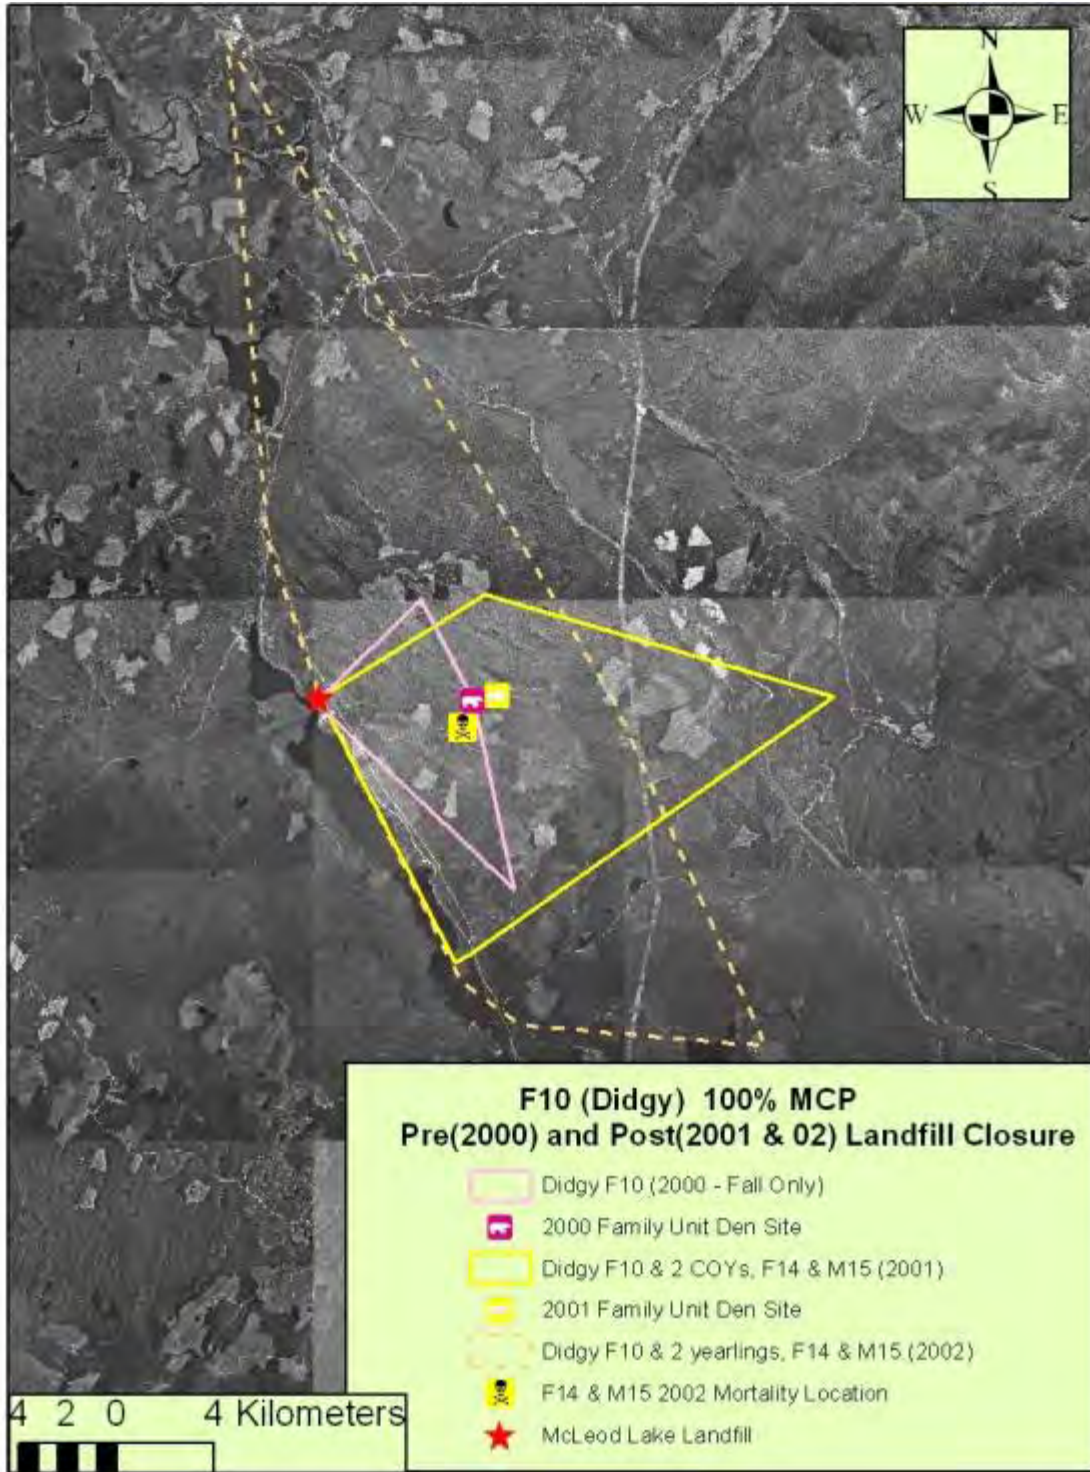 N
W E
S
F10 (Didgy) 100% MCP
Pre(2000) and Post(2001 & 02) Landfill Closure
Didgy F10 (2000 - Fall Only)
2000 Family Unit Den Site
Didgy F10 & 2 COYs, F14 & M15 (2001)
2001 Family Unit Den Site
Didgy F10 & 2 yearlings, F14 & M15 (2002)
F14 & M15 2002 Mortality Location
McLeod Lake Landfill
4 2 0 4 Kilometers